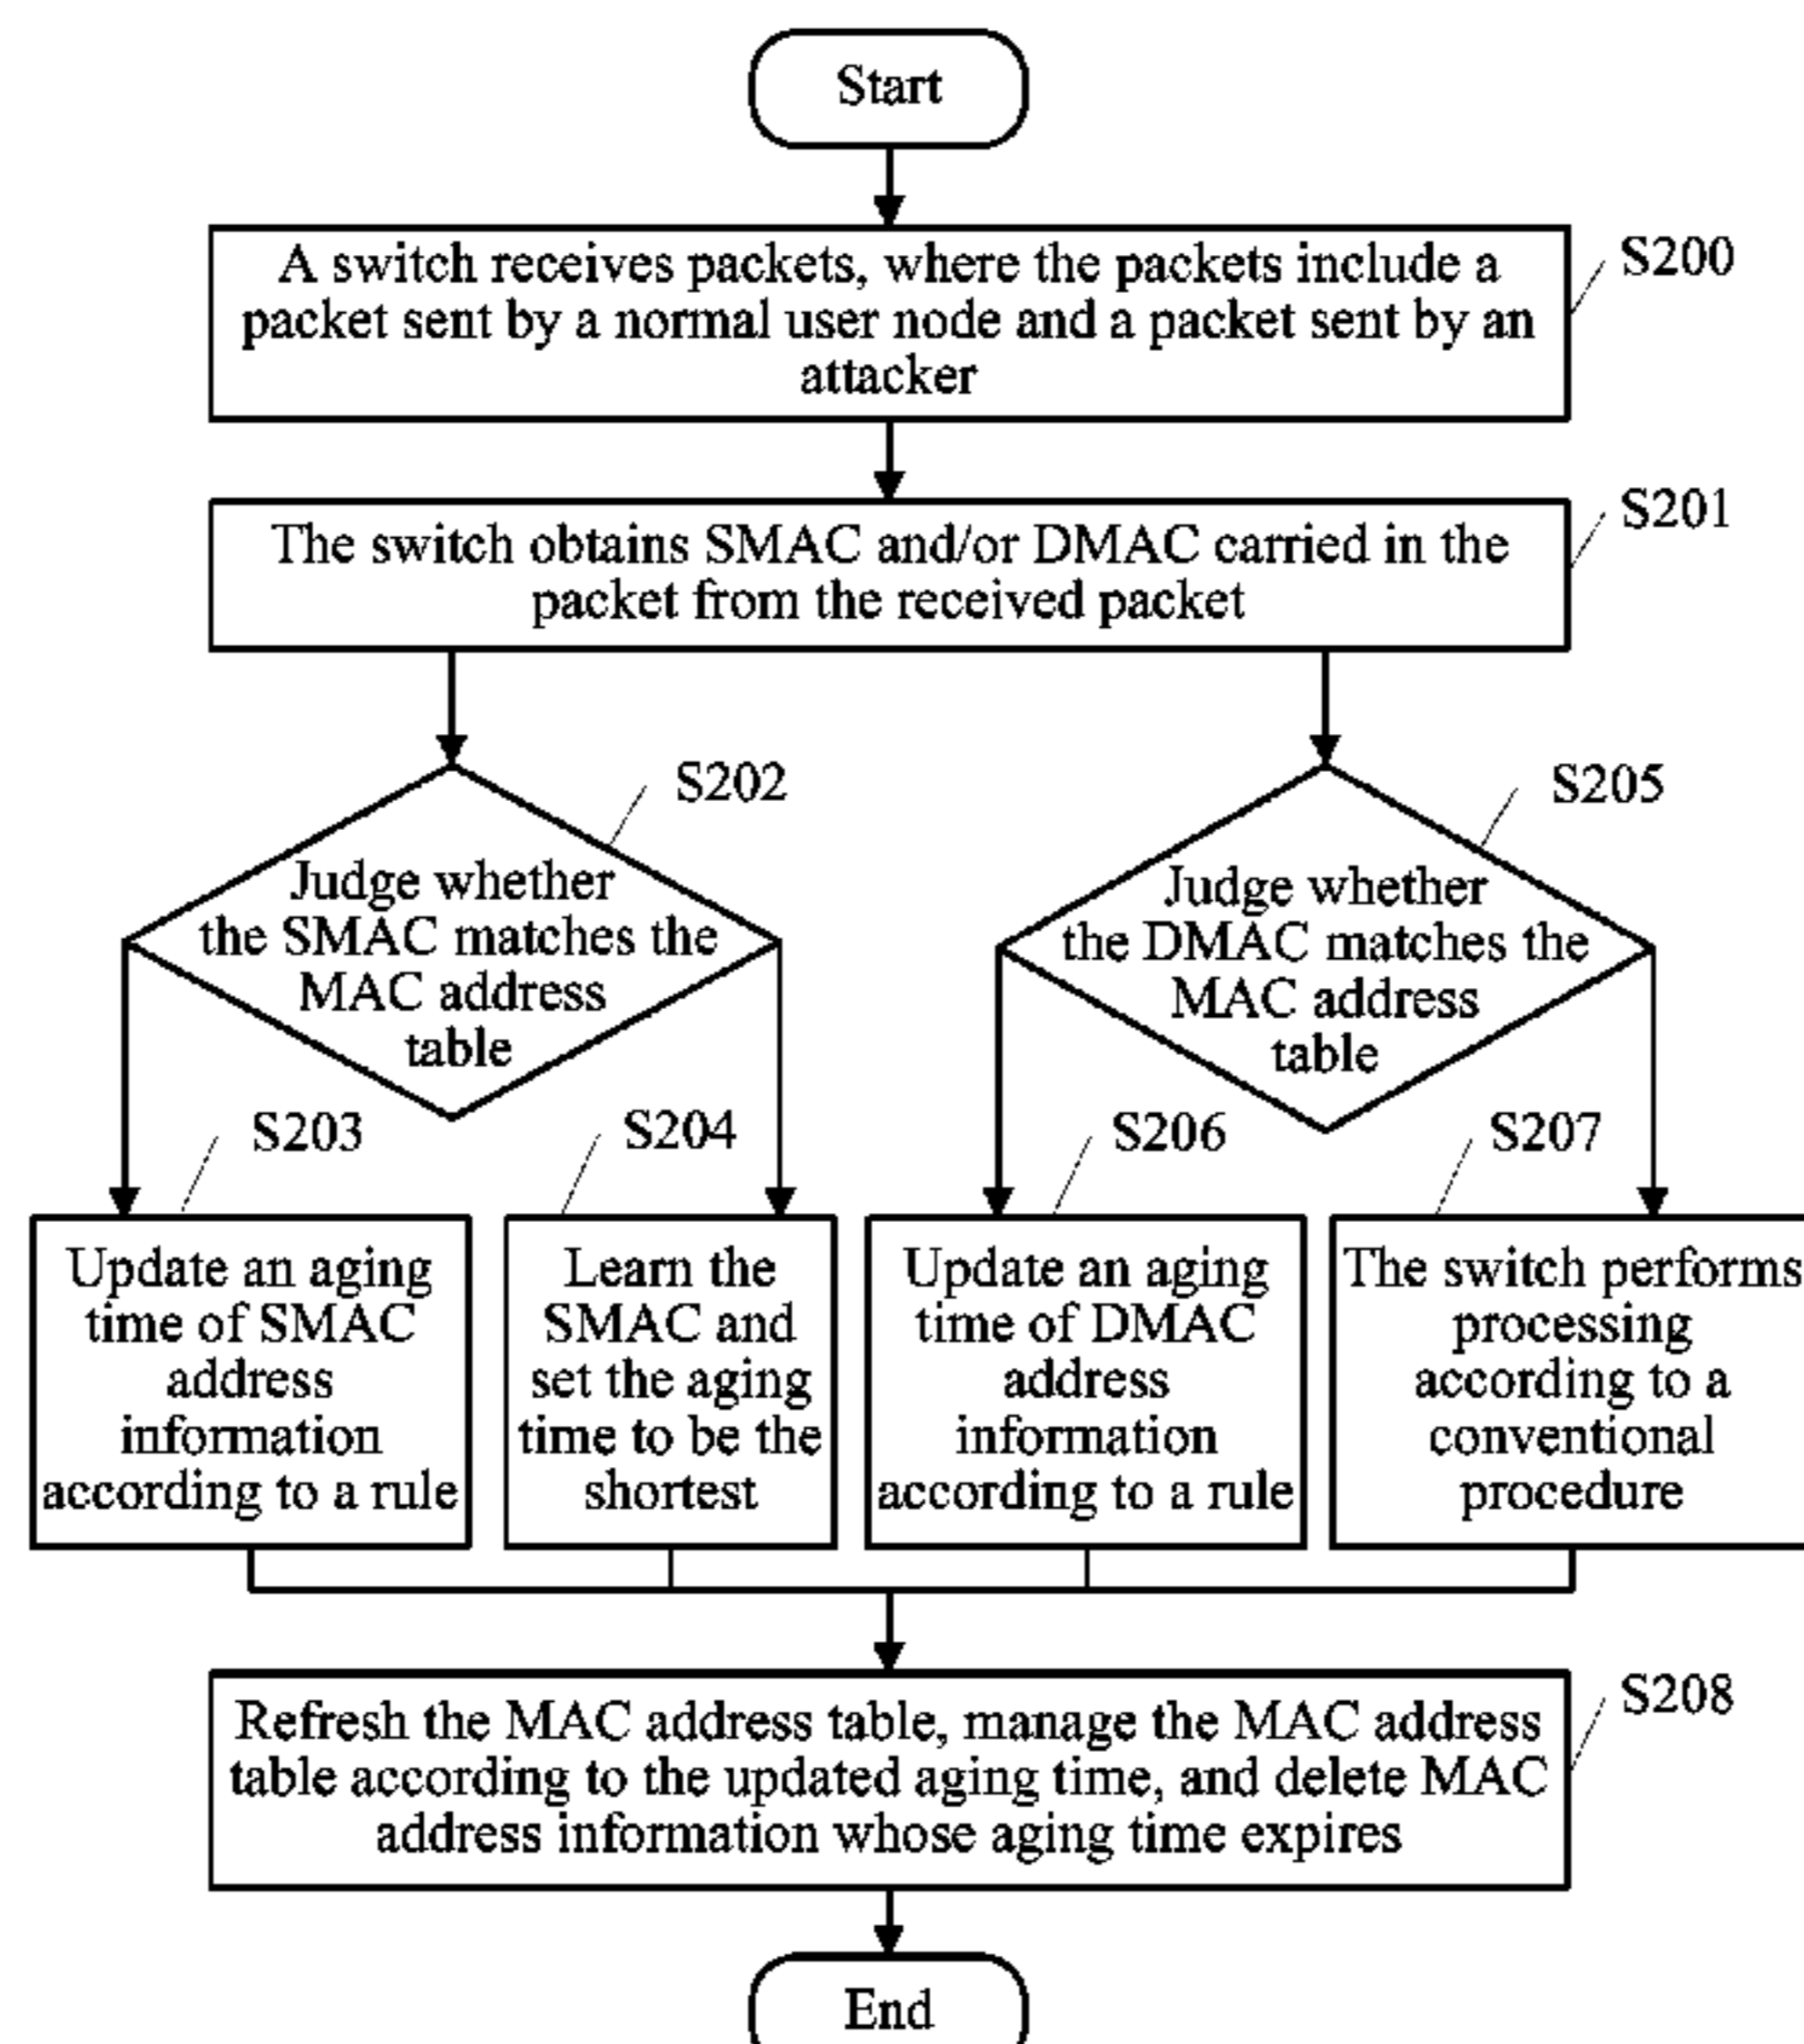 Start
A switch receives packets, where the packets include a
packet sent by a normal user node and a packet sent by an
attacker
S200
The switch obtains SMAC and/or DMAC carried in the
packet from the received packet
S201
Judge whether
the SMAC matches the
MAC address
table
S202
Judge whether
the DMAC matches the
MAC address
table
S205
S203
Update an aging
time of SMAC
address
information
according to a rule
S204
Learn the
SMAC and
set the aging
time to be the
shortest
S206
Update an aging
time of DMAC
address
information
according to a rule
S207
The switch performs
processing
according to a
conventional
procedure
Refresh the MAC address table, manage the MAC address
table according to the updated aging time, and delete MAC
address information whose aging time expires
S208
End